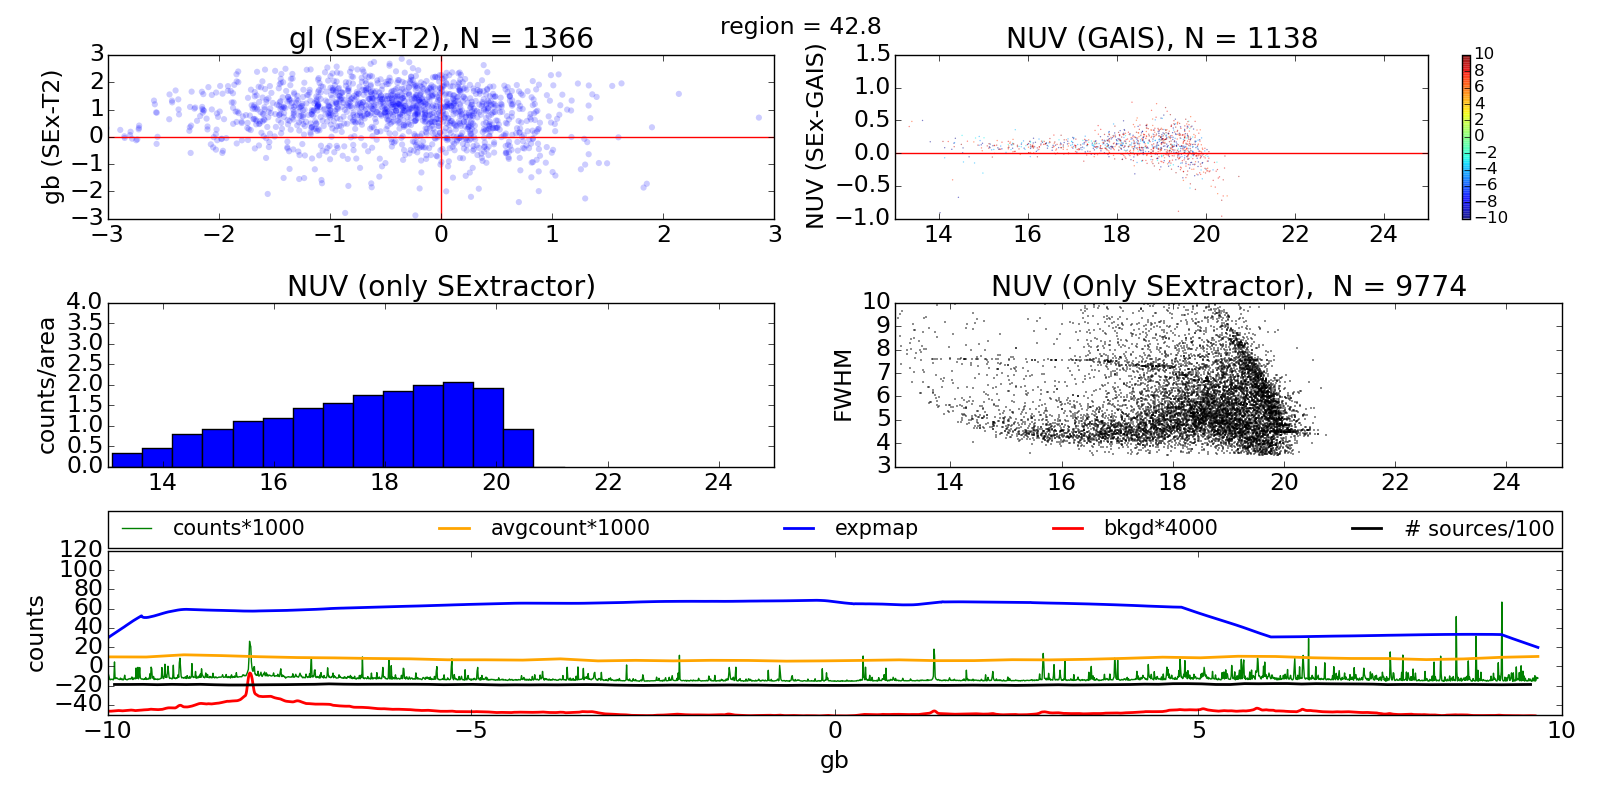 region = 42.8
gl (SEx-T2), N = 1366
gb (SEx-T2)
3
2
1
0
−1
−2
−3
−3 −2 −1 0 1 2 3
NUV (GAIS), N = 1138
NUV (SEx-GAIS)
1.5
1.0
0.5
0.0
−0.5
−1.0
14 16 18 20 22 24
10
8
6
4
2
0
−2
−4
−6
−8
−10
NUV (only SExtractor)
counts/area
4.0
3.5
3.0
2.5
2.0
1.5
1.0
0.5
0.0
14 16 18 20 22 24
NUV (Only SExtractor), N = 9774
FWHM
10
9
8
7
6
5
4
3
14 16 18 20 22 24
counts*1000 avgcount*1000 expmap bkgd*4000 # sources/100
counts
120
100
80
60
40
20
0
−20
−40
−10 −5 0 5 10
gb